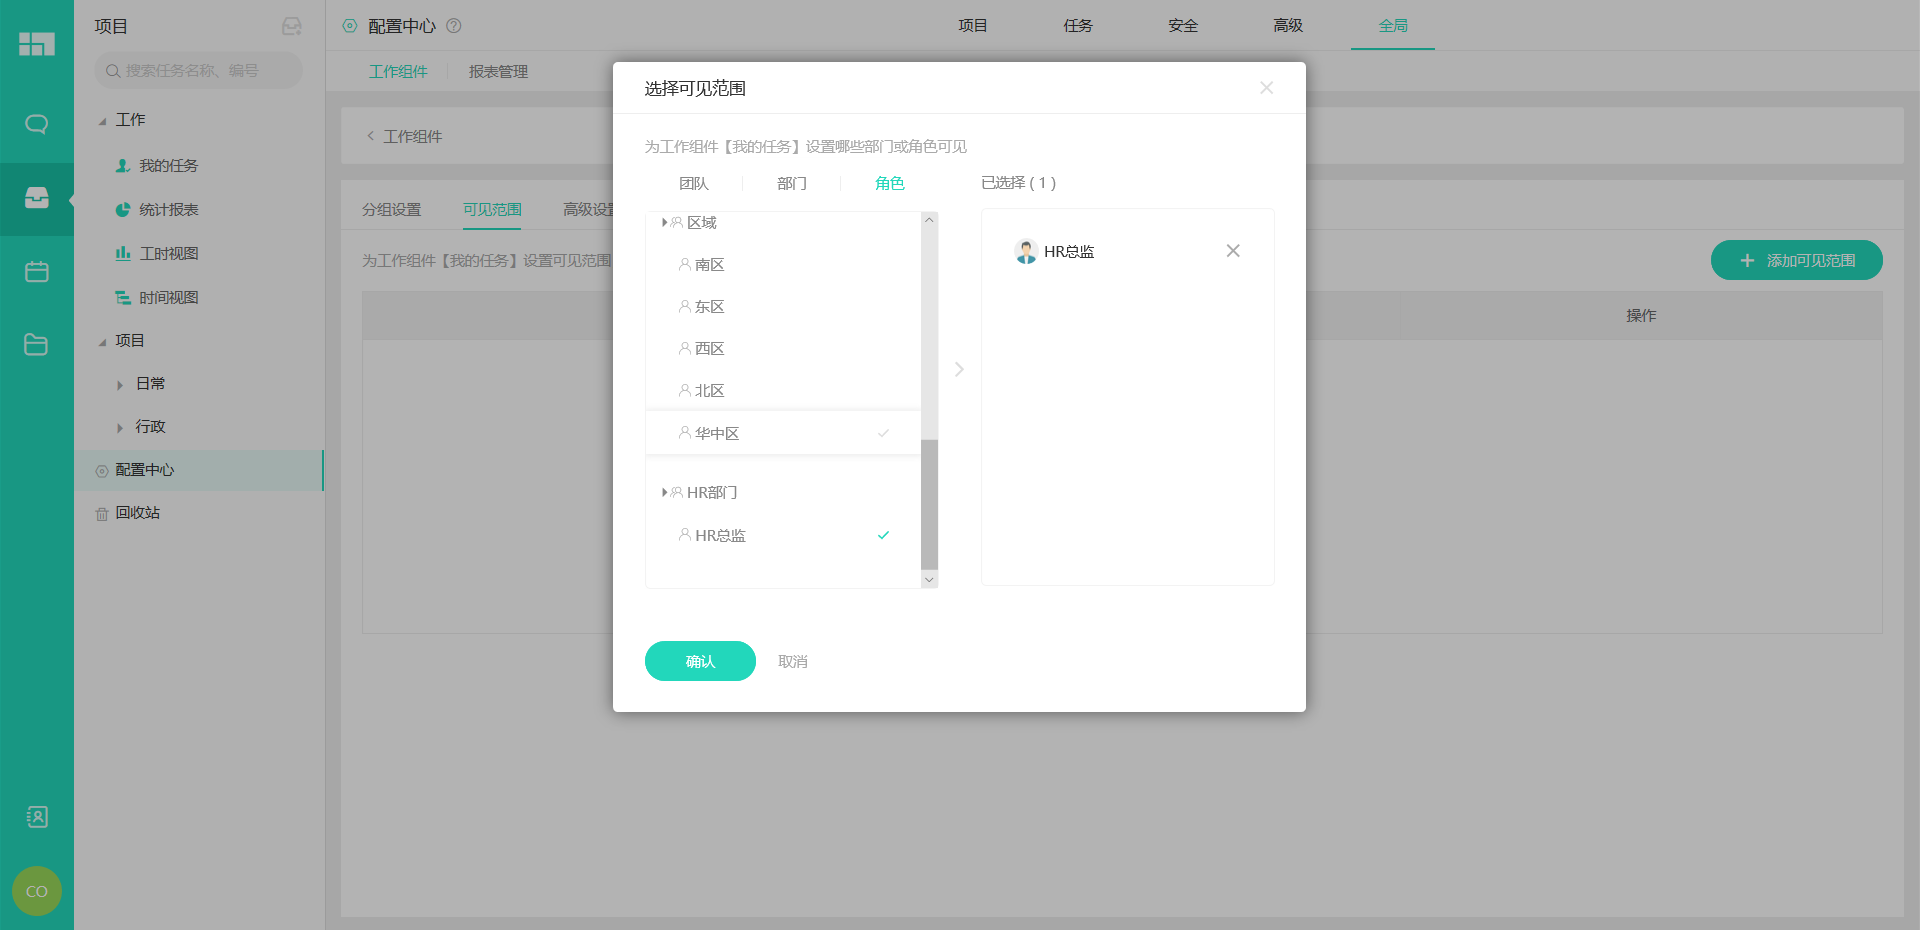 项目
搜索任务名称、编号
工作
我的任务
统计报表
工时视图
时间视图
项目
日常
行政
配置中心
回收站
CO
配置中心
项目
任务
安全
高级
全局
工作组件
报表管理
工作组件
分组设置
可见范围
高级设置
为工作组件【我的任务】设置可见范围
添加可见范围
操作
选择可见范围
为工作组件【我的任务】设置哪些部门或角色可见
团队
部门
角色
已选择 ( 1 )
区域
南区
东区
西区
北区
华中区
HR部门
HR总监
HR总监
确认
取消